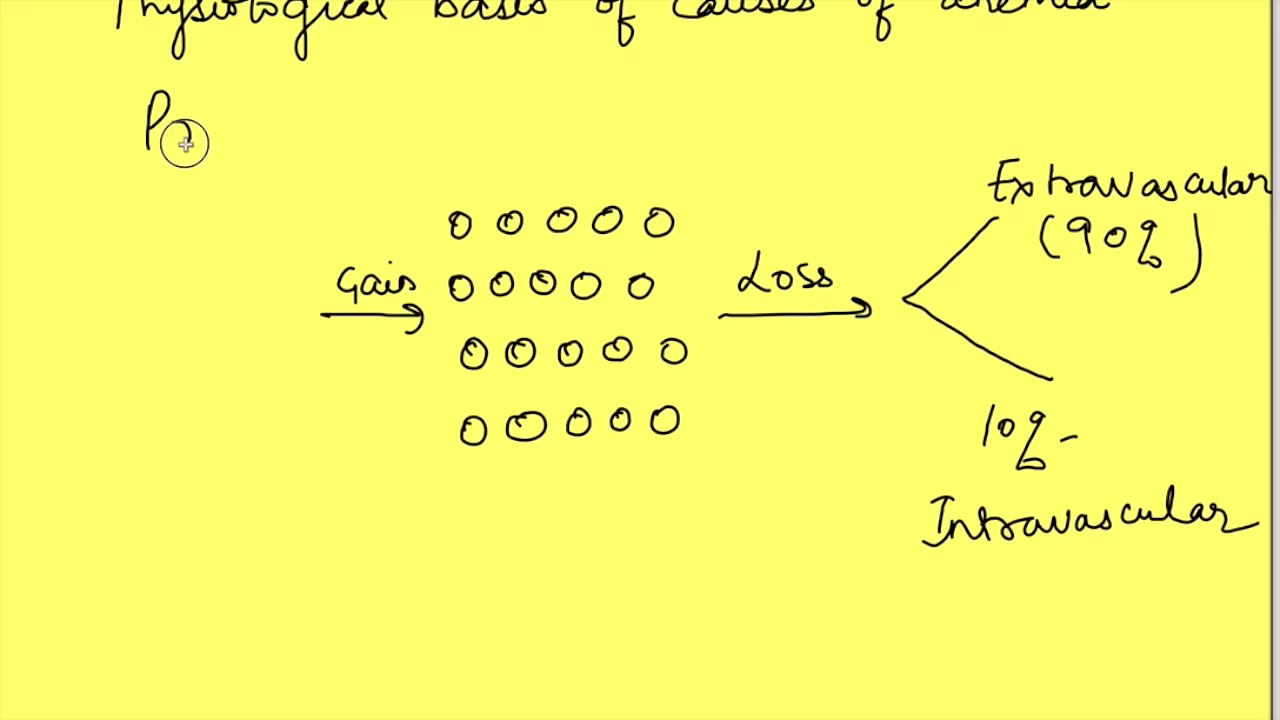 Physiological basis of causes of anemia
P
Extravascular
(90%)
Gain
Loss
10%-
Intravascular